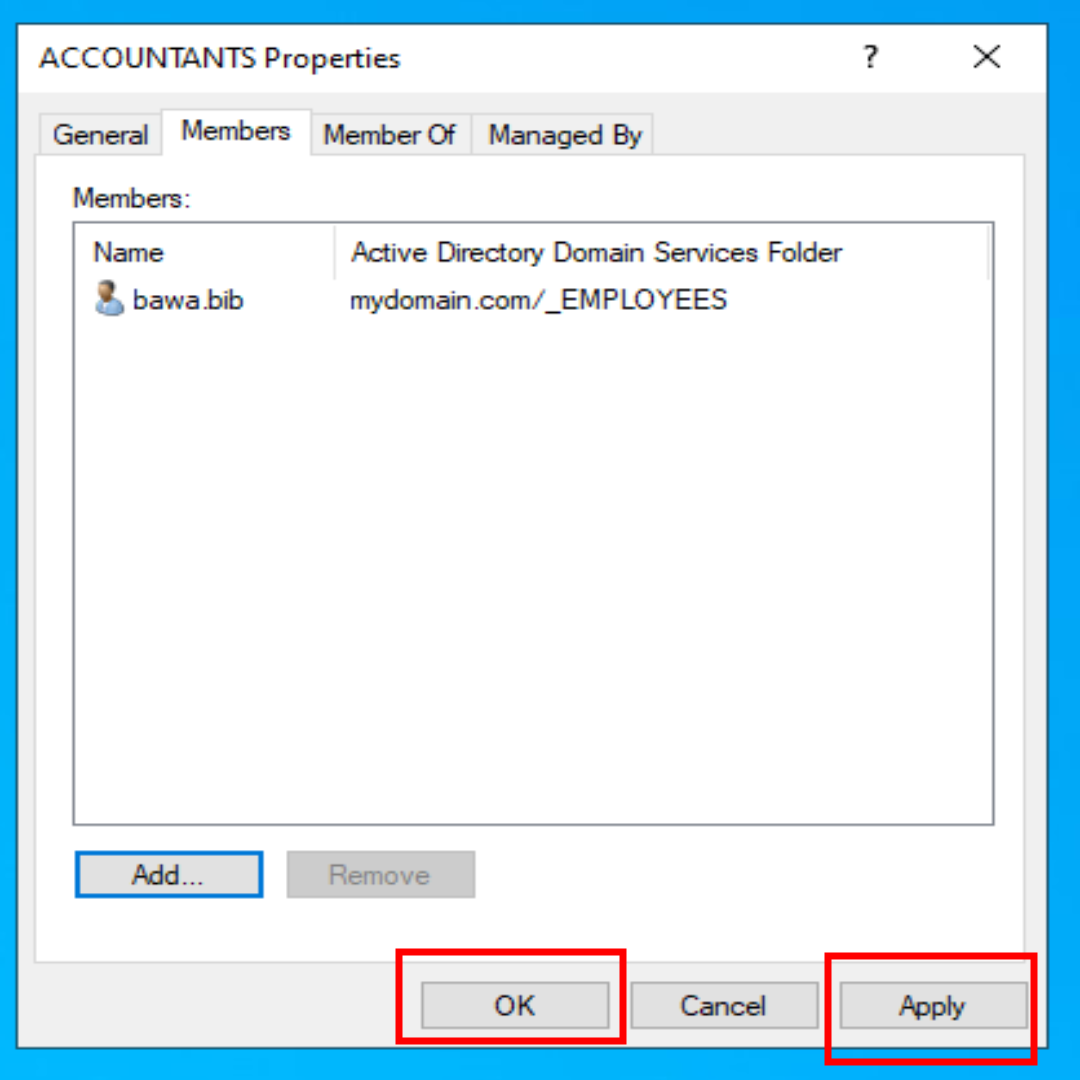 ACCOUNTANTS Properties ?
General Members Member Of Managed By
Members:
Name Active Directory Domain Services Folder
bawa.bib mydomain.com/_EMPLOYEES
Add... Remove
OK Cancel Apply